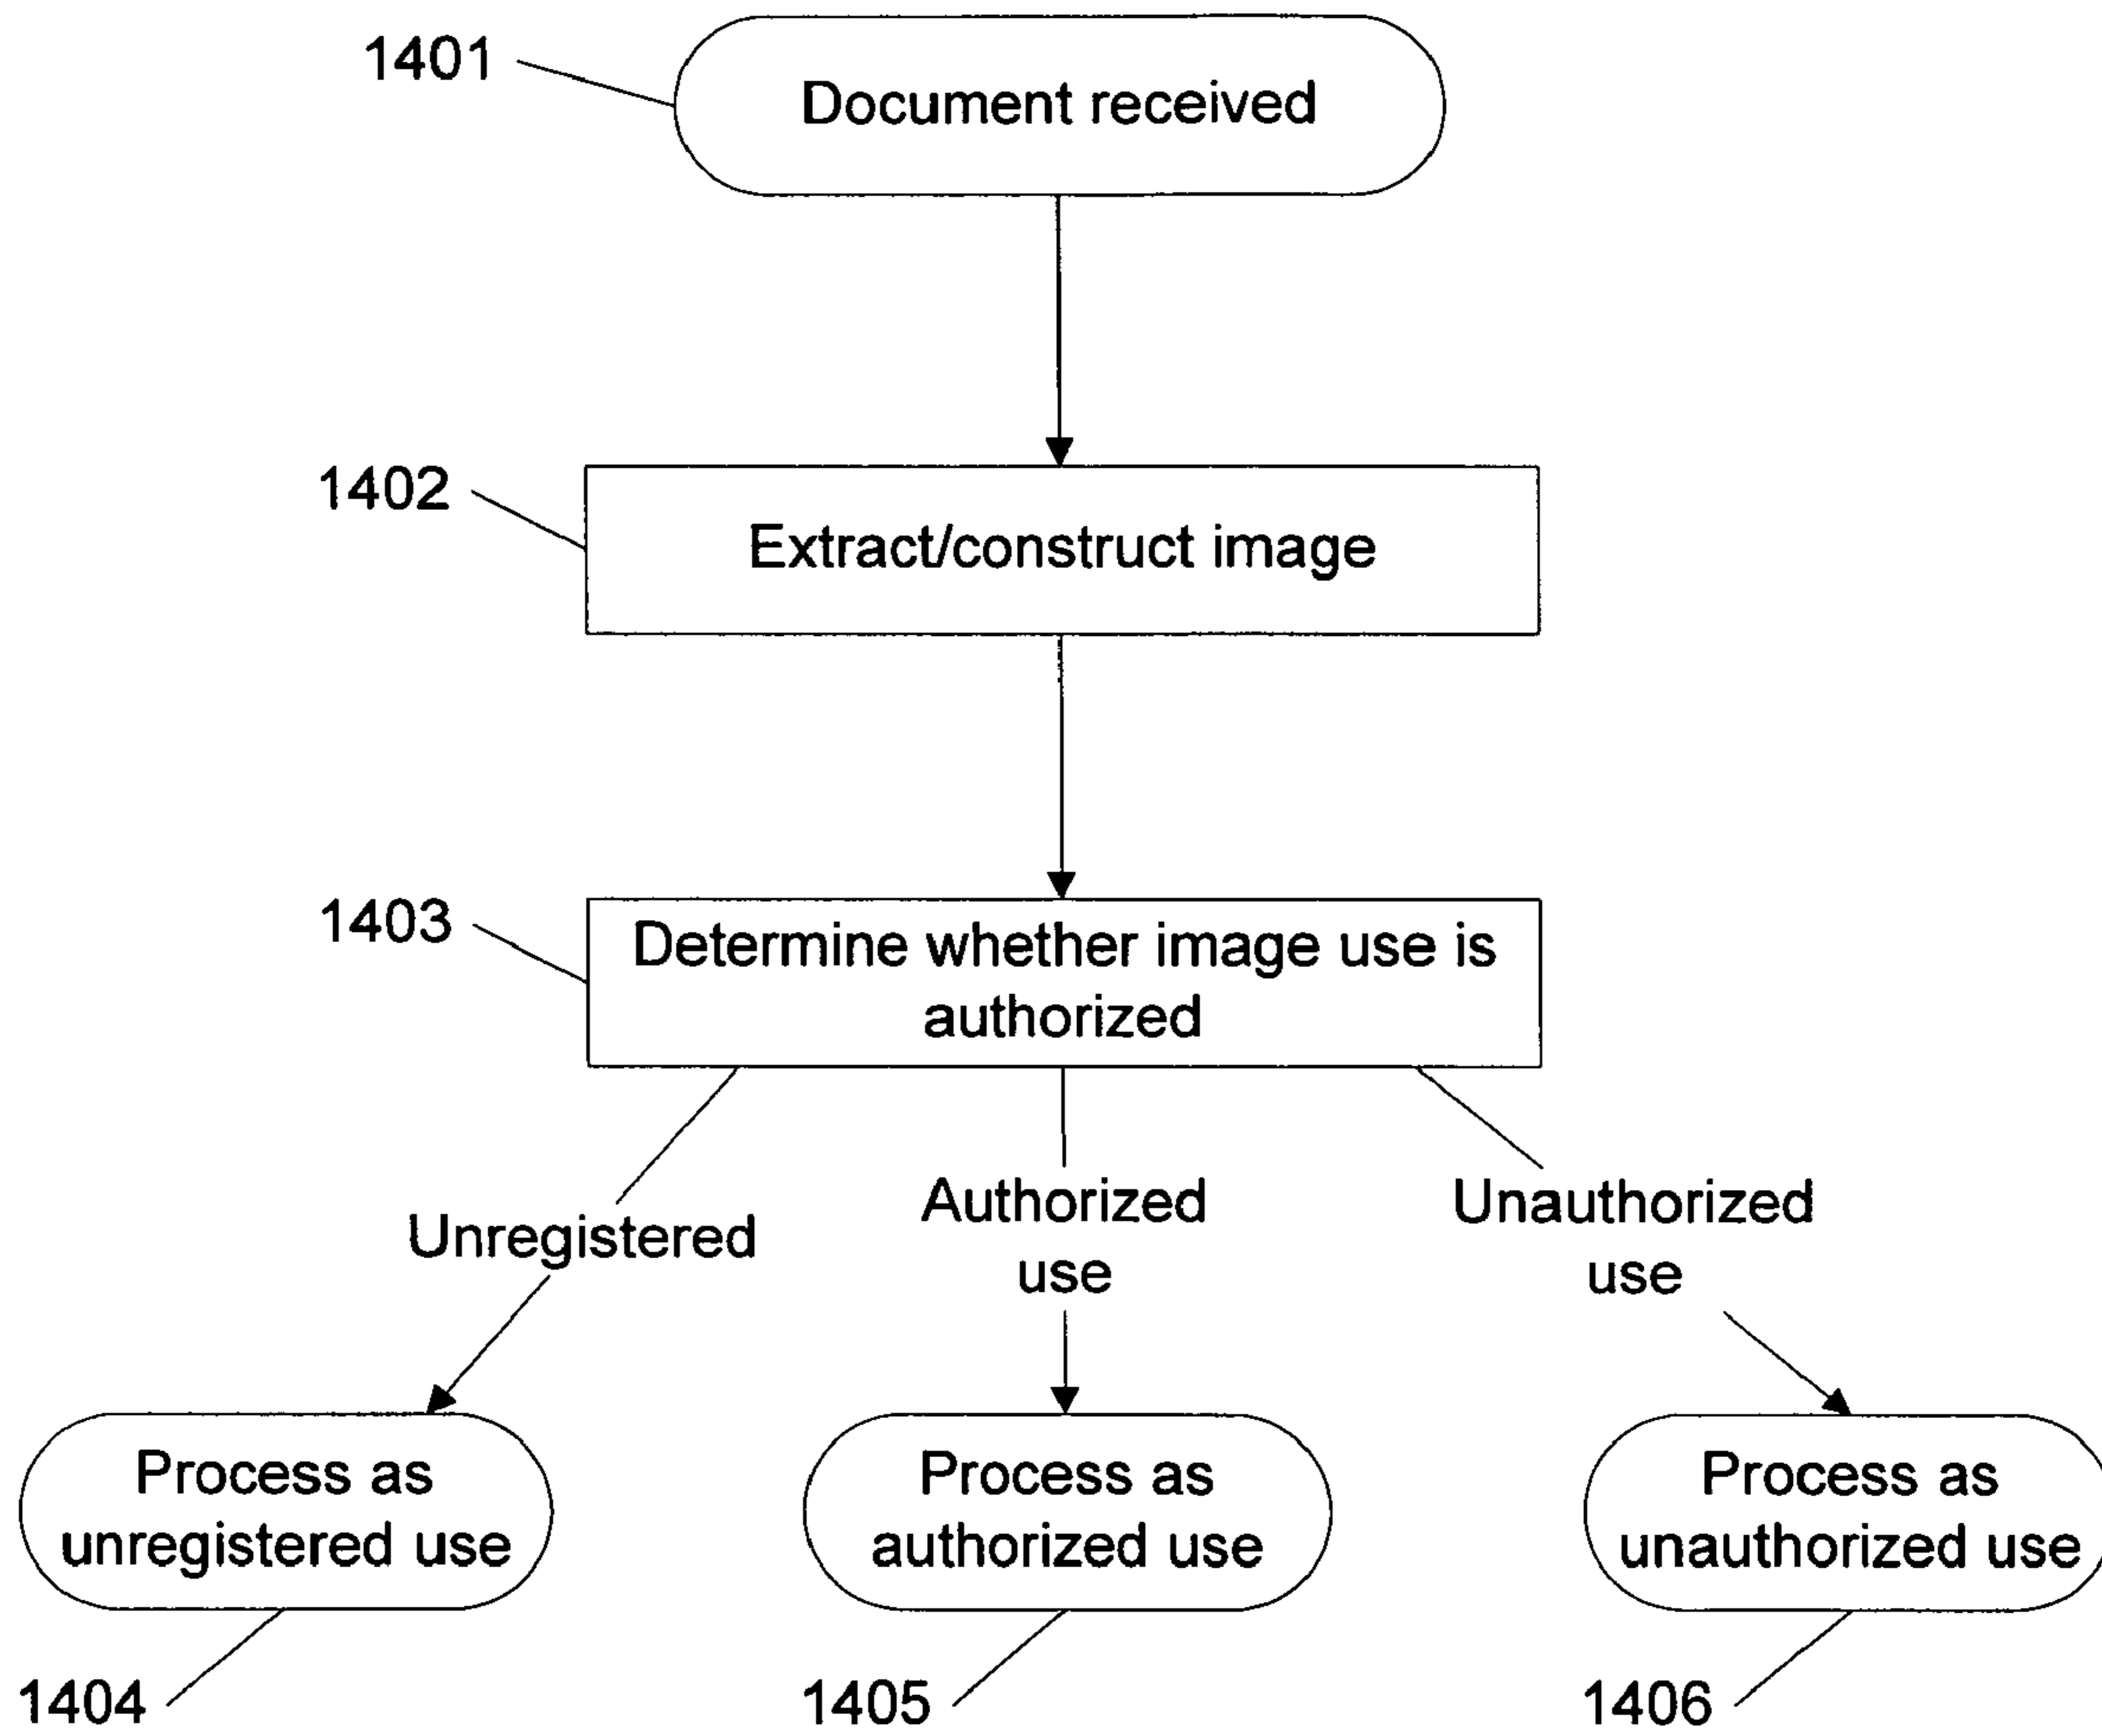 1401
Document received
1402
Extract/construct image
1403
Determine whether image use is
authorized
Unregistered
Authorized
use
Unauthorized
use
Process as
unregistered use
Process as
authorized use
Process as
unauthorized use
1404
1405
1406